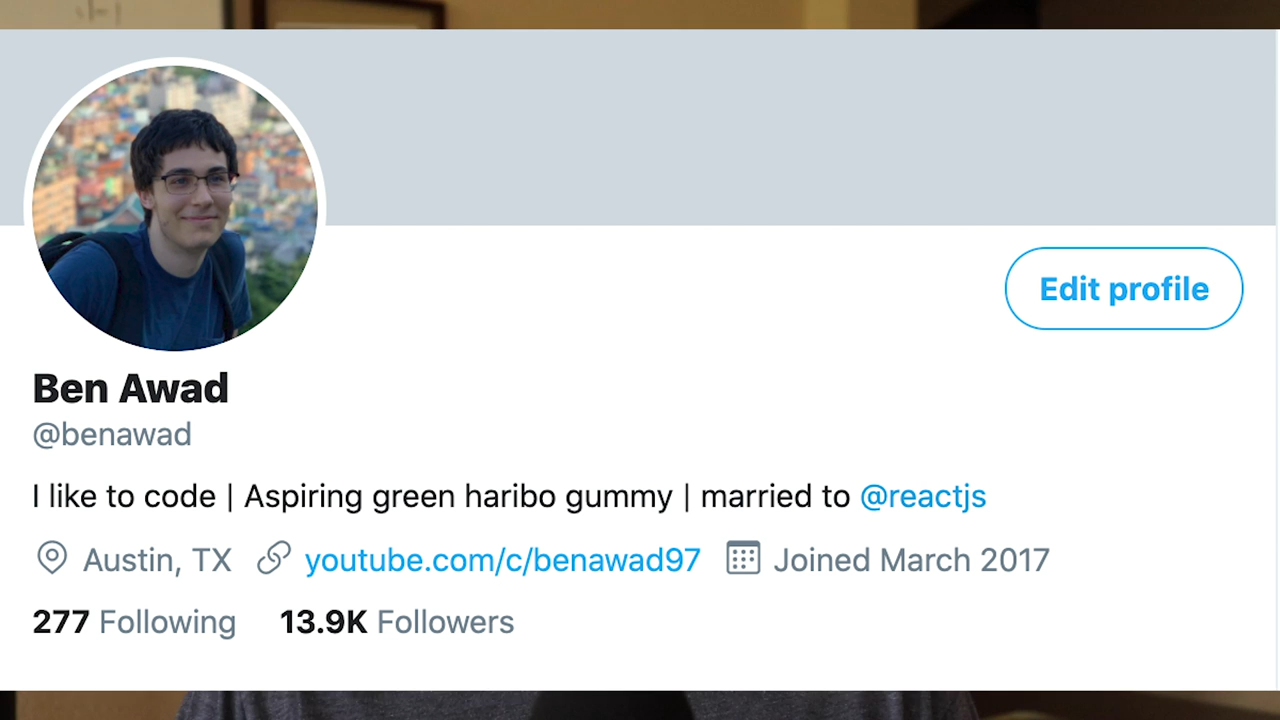 Edit profile
Ben Awad
@benawad
I like to code | Aspiring green haribo gummy | married to @reactjs
Austin, TX youtube.com/c/benawad97 Joined March 2017
277 Following 13.9K Followers